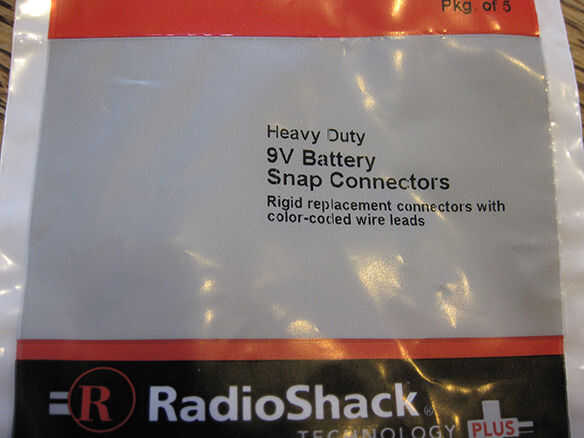 Pkg. of 5
Heavy Duty
9V Battery
Snap Connectors
Rigid replacement connectors with
color-coded wire leads
R RadioShack®
TECHNOLOGY PLUS